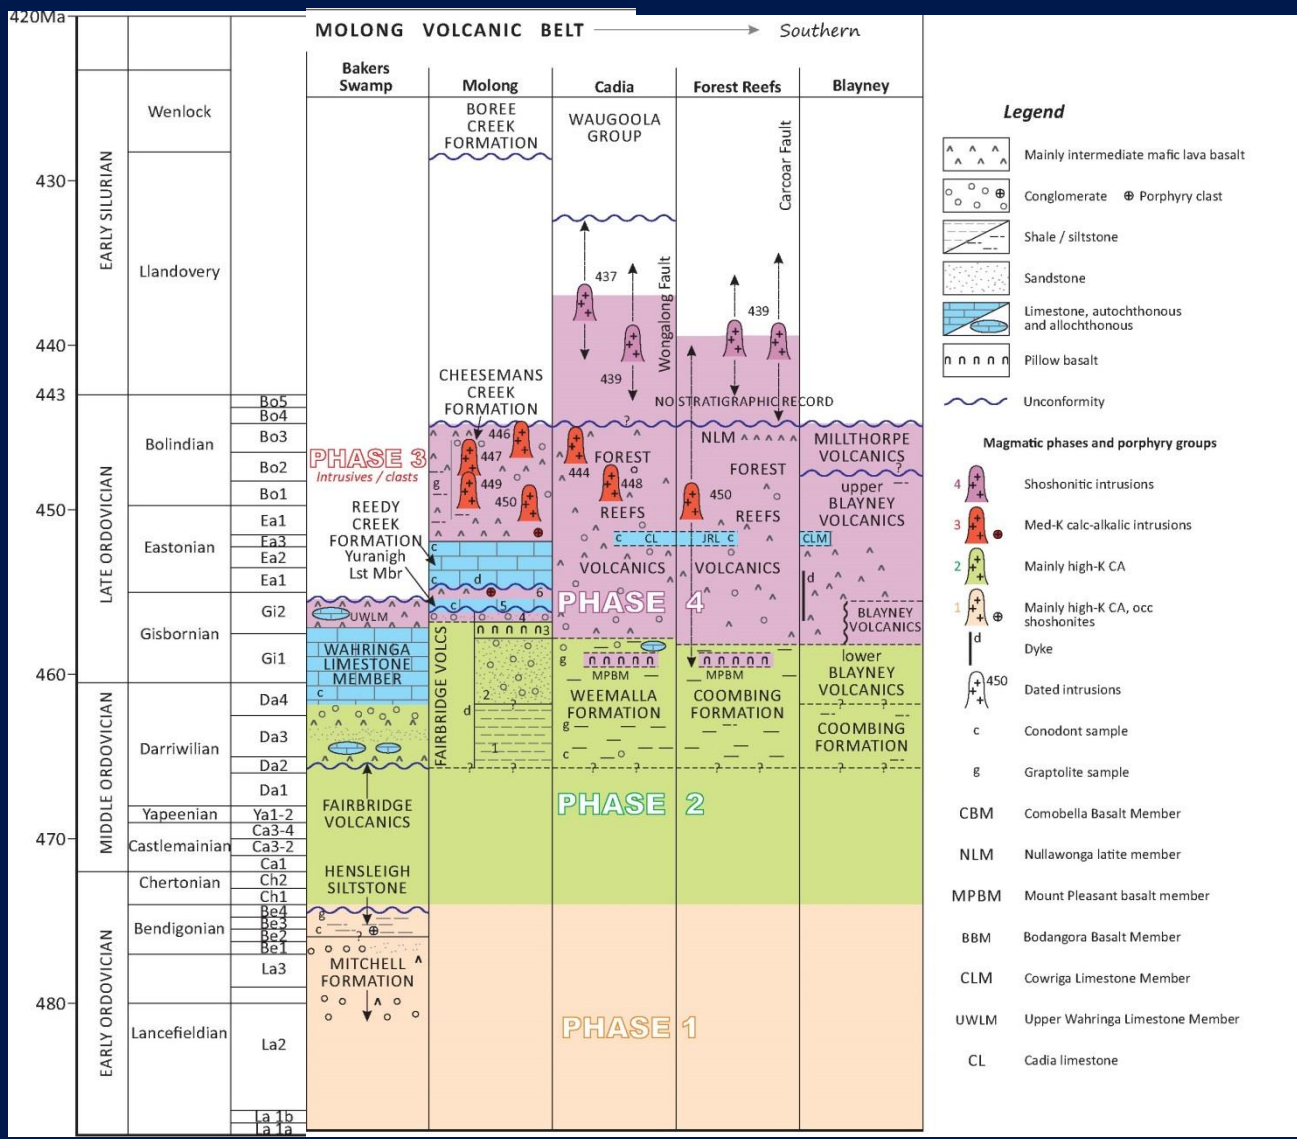 420Ma
430
440
443
450
460
470
480
EARLY SILURIAN
LATE ORDOVICIAN
MIDDLE ORDOVICIAN
EARLY ORDOVICIAN
Wenlock
Llandovery
Bolindian
Eastonian
Gisbornian
Darriwilian
Yapeenian
Castlemainian
Chertonian
Bendigonian
Lancefieldian
Bo5
Bo4
Bo3
Bo2
Bo1
Ea1
Ea3
Ea2
Ea1
Gi2
Gi1
Da4
Da3
Da2
Da1
Ya1-2
Ca3-4
Ca3-2
Ca1
Ch2
Ch1
Be4
Be3
Be2
Be1
La3
La2
La 1b
La 1a
MOLONG VOLCANIC BELT Southern
Bakers
Swamp
Molong
Cadia
Forest Reefs
Blayney
PHASE 3
Intrusives / clasts
UWLM
WAHRINGA
LIMESTONE
MEMBER
c
FAIRBRIDGE
VOLCANICS
HENSLEIGH
SILTSTONE
g
c
?
MITCHELL
FORMATION
BOREE
CREEK
FORMATION
CHEESEMANS
CREEK
FORMATION
446
447
449
450
g
REEDY
CREEK
FORMATION
Yuranigh
Lst Mbr
c
c d
6
c 5
4
3
FAIRBRIDGE VOLCS
2
?
d
1
? ?
WAUGOOLA
GROUP
437
439
Wongalong Fault
?
444
FOREST
448
REEFS
c CL
VOLCANICS
PHASE 4
g
MPBM
WEEMALLA
FORMATION
g
c
? ?
PHASE 2
PHASE 1
Carcoar Fault
439
NO STRATIGRAPHIC RECORD
NLM
FOREST
450
REEFS
JRL c
VOLCANICS
MPBM
COOMBING
FORMATION
? ?
MILLTHORPE
VOLCANICS
?
upper
BLAYNEY
VOLCANICS
CLM
d
BLAYNEY
VOLCANICS
lower
BLAYNEY
VOLCANICS
? ?
COOMBING
FORMATION
? ?
Legend
Mainly intermediate mafic lava basalt
Conglomerate Porphyry clast
Shale / siltstone
Sandstone
Limestone, autochthonous
and allochthonous
Pillow basalt
Unconformity
Magmatic phases and porphyry groups
4 Shoshonitic intrusions
3 Med-K calc-alkalic intrusions
2 Mainly high-K CA
1 Mainly high-K CA, occ
shoshonites
d Dyke
450 Dated intrusions
c Conodont sample
g Graptolite sample
CBM Comobella Basalt Member
NLM Nullawonga latite member
MPBM Mount Pleasant basalt member
BBM Bodangora Basalt Member
CLM Cowriga Limestone Member
UWLM Upper Wahringa Limestone Member
CL Cadia limestone